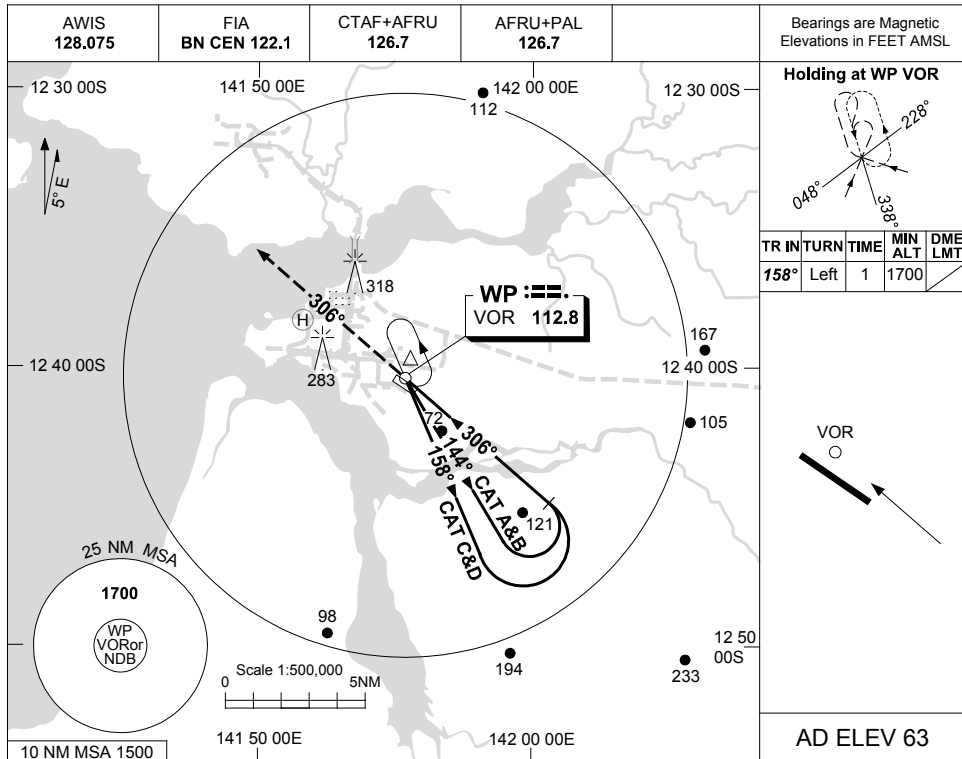 AWIS
128.075
FIA
BN CEN 122.1
CTAF+AFRU
126.7
AFRU+PAL
126.7
Bearings are Magnetic
Elevations in FEET AMSL
12 30 00S
141 50 00E
142 00 00E
12 30 00S
112
5° E
318
306°
H
283
WP
VOR 112.8
12 40 00S
167
12 40 00S
105
72
306°
144° CAT A&B
158° CAT C&D
121
25 NM MSA
1700
WP
VORor
NDB
98
194
233
12 50
00S
Scale 1:500,000
0 5NM
10 NM MSA 1500
141 50 00E
142 00 00E
Holding at WP VOR
228°
048°
338°
TR IN TURN TIME MIN ALT DME LMT
158° Left 1 1700
VOR
AD ELEV 63